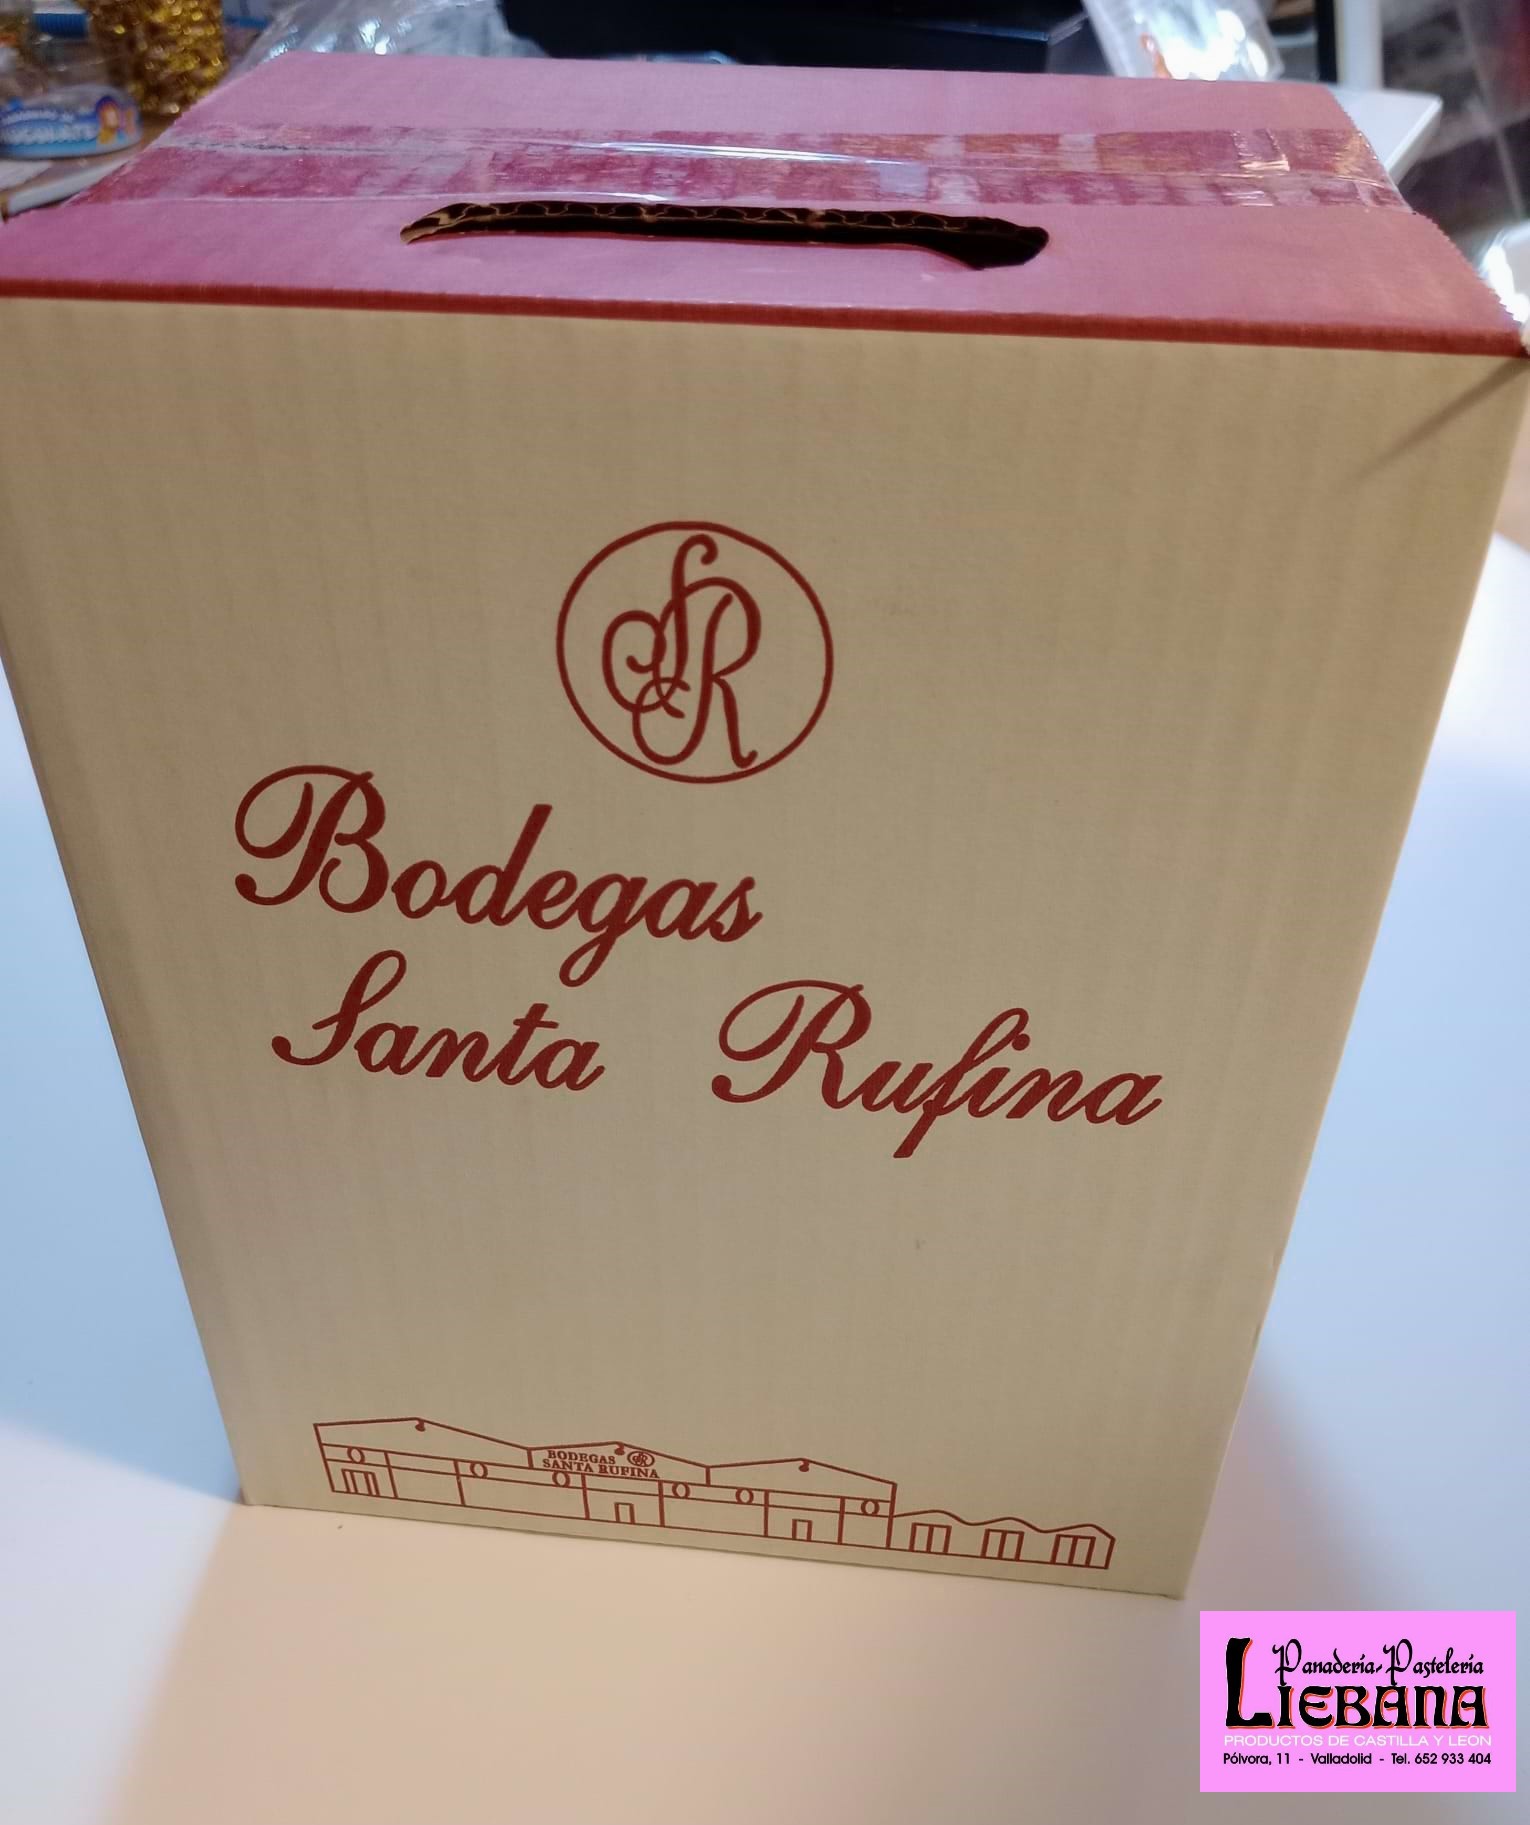 SR
Bodegas
Santa Rufina
BODEGAS SR
SANTA RUFINA
Panadería-Pastelería
LIEBANA
PRODUCTOS DE CASTILLA Y LEON
Pólvora, 11 - Valladolid - Tel. 652 933 404